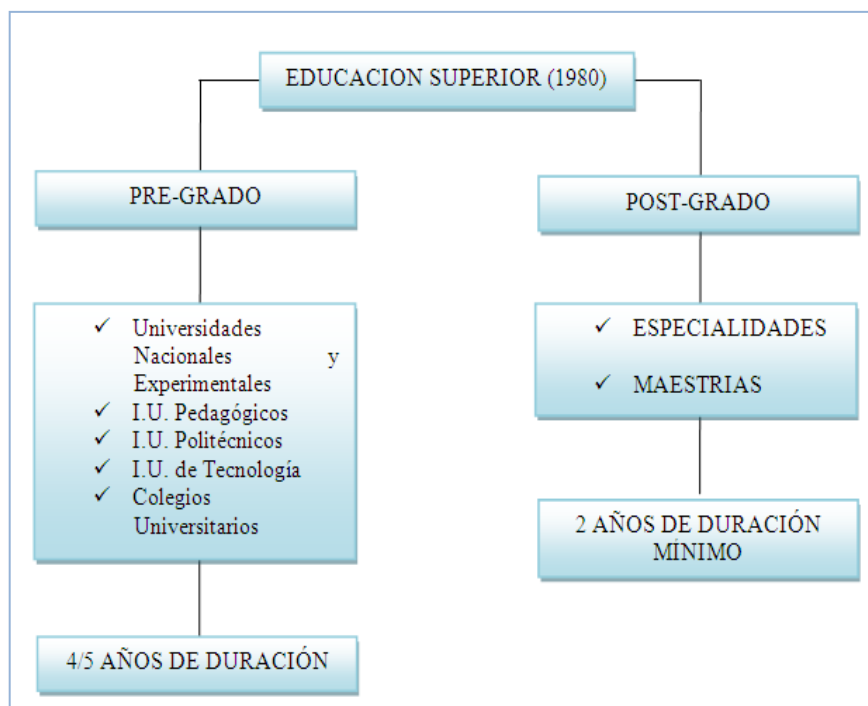 EDUCACION SUPERIOR (1980)
PRE-GRADO
POST-GRADO
✓ Universidades
Nacionales y
Experimentales
✓ I.U. Pedagógicos
✓ I.U. Politécnicos
✓ I.U. de Tecnología
✓ Colegios
Universitarios
✓ ESPECIALIDADES
✓ MAESTRIAS
2 AÑOS DE DURACIÓN
MÍNIMO
4/5 AÑOS DE DURACIÓN